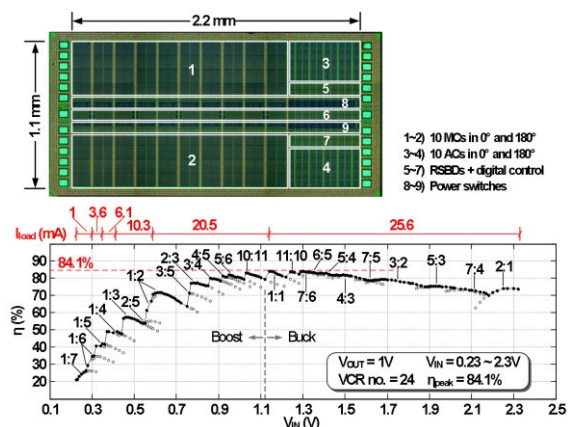 2.2 mm
1.1 mm
1
3
5
8
6
9
7
2
4
1~2) 10 MCs in 0° and 180°
3~4) 10 ACs in 0° and 180°
5~7) RSBDs + digital control
8~9) Power switches
Iload (mA)
1 3.6 6.1 10.3 20.5 25.6
84.1%
η (%)
90
80
70
60
50
40
30
20
1:7
1:6
1:5
1:4
1:3
2:5
1:2
3:5
2:3
3:4
4:5
5:6
10:11
1:1
11:10
7:6
6:5
5:4
4:3
7:5
3:2
5:3
7:4
2:1
Boost
Buck
VOUT = 1V VIN = 0.23 ~ 2.3V
VCR no. = 24 ηpeak = 84.1%
0.1 0.3 0.5 0.7 0.9 1.1 1.3 1.5 1.7 1.9 2.1 2.3 2.5
VIN (V)